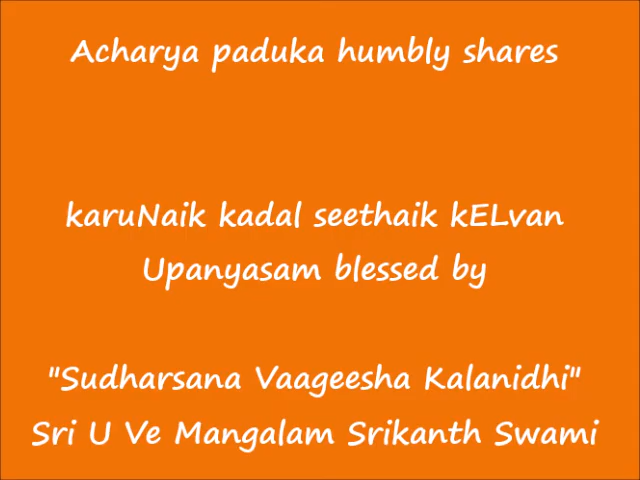 Acharya paduka humbly shares
karuNaik kadal seethaik kELvan
Upanyasam blessed by
"Sudharsana Vaageesha Kalanidhi"
Sri U Ve Mangalam Srikanth Swami